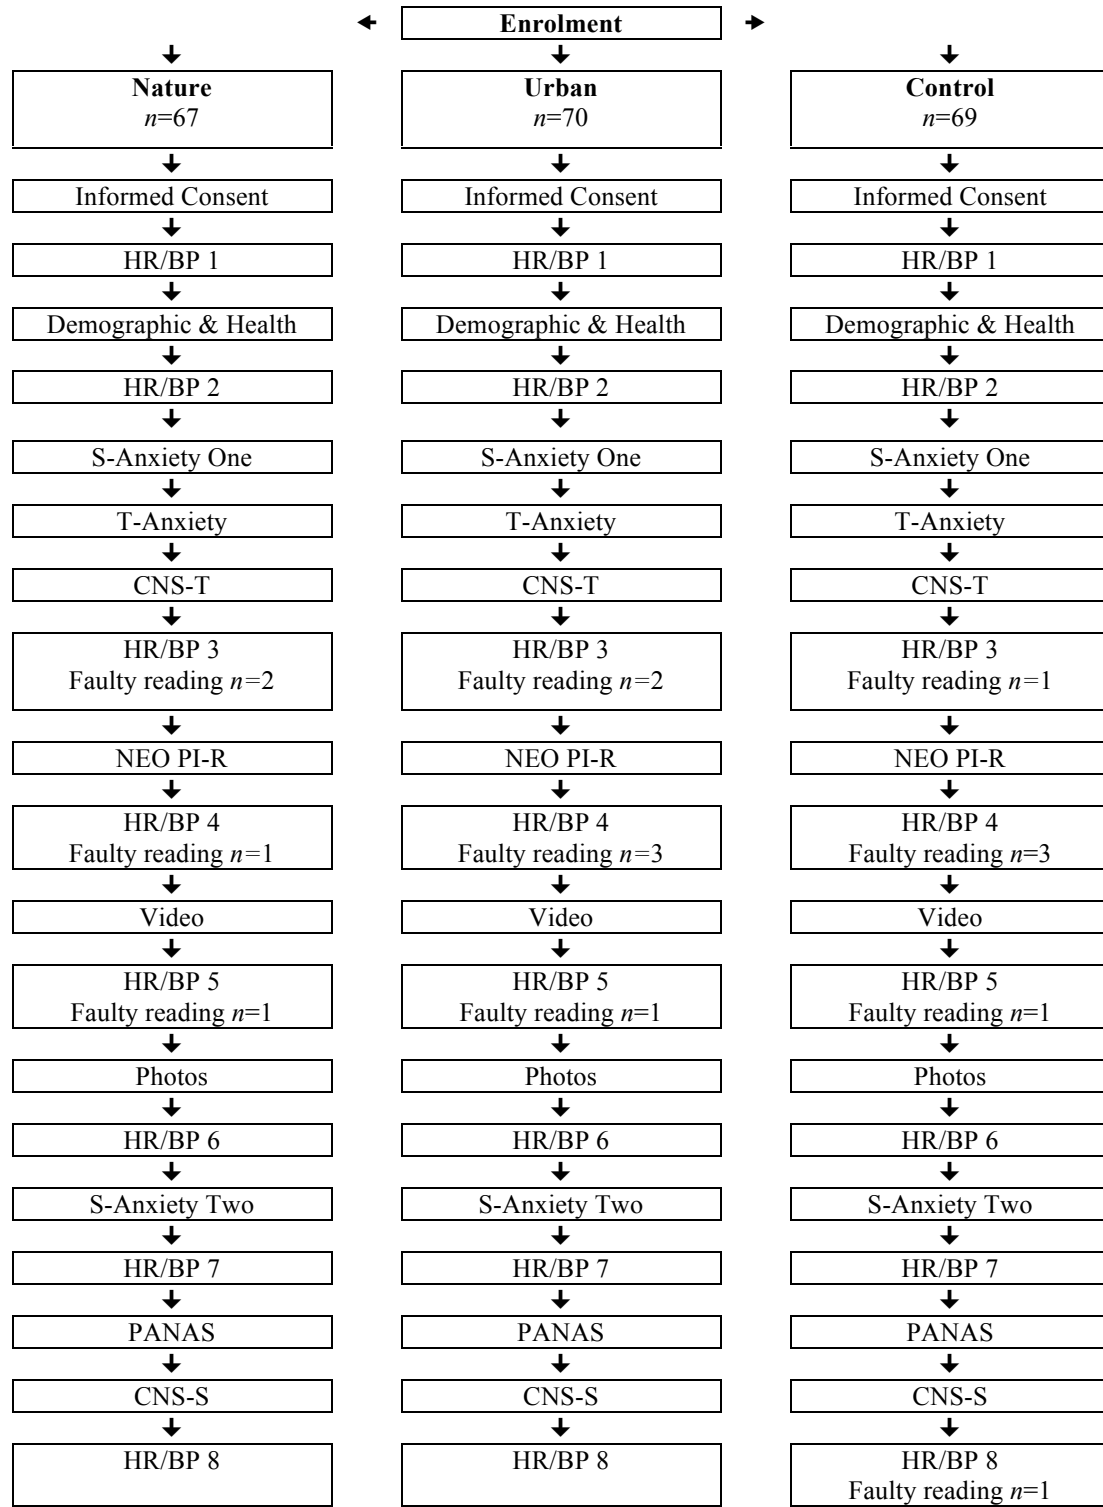 Enrolment
Nature Urban Control
n=67 n=70 n=69
Informed Consent Informed Consent Informed Consent
HR/BP 1 HR/BP 1 HR/BP 1
Demographic & Health Demographic & Health Demographic & Health
HR/BP 2 HR/BP 2 HR/BP 2
S-Anxiety One S-Anxiety One S-Anxiety One
T-Anxiety T-Anxiety T-Anxiety
CNS-T CNS-T CNS-T
HR/BP 3 HR/BP 3 HR/BP 3
Faulty reading n=2 Faulty reading n=2 Faulty reading n=1
NEO PI-R NEO PI-R NEO PI-R
HR/BP 4 HR/BP 4 HR/BP 4
Faulty reading n=1 Faulty reading n=3 Faulty reading n=3
Video Video Video
HR/BP 5 HR/BP 5 HR/BP 5
Faulty reading n=1 Faulty reading n=1 Faulty reading n=1
Photos Photos Photos
HR/BP 6 HR/BP 6 HR/BP 6
S-Anxiety Two S-Anxiety Two S-Anxiety Two
HR/BP 7 HR/BP 7 HR/BP 7
PANAS PANAS PANAS
CNS-S CNS-S CNS-S
HR/BP 8 HR/BP 8 HR/BP 8
Faulty reading n=1